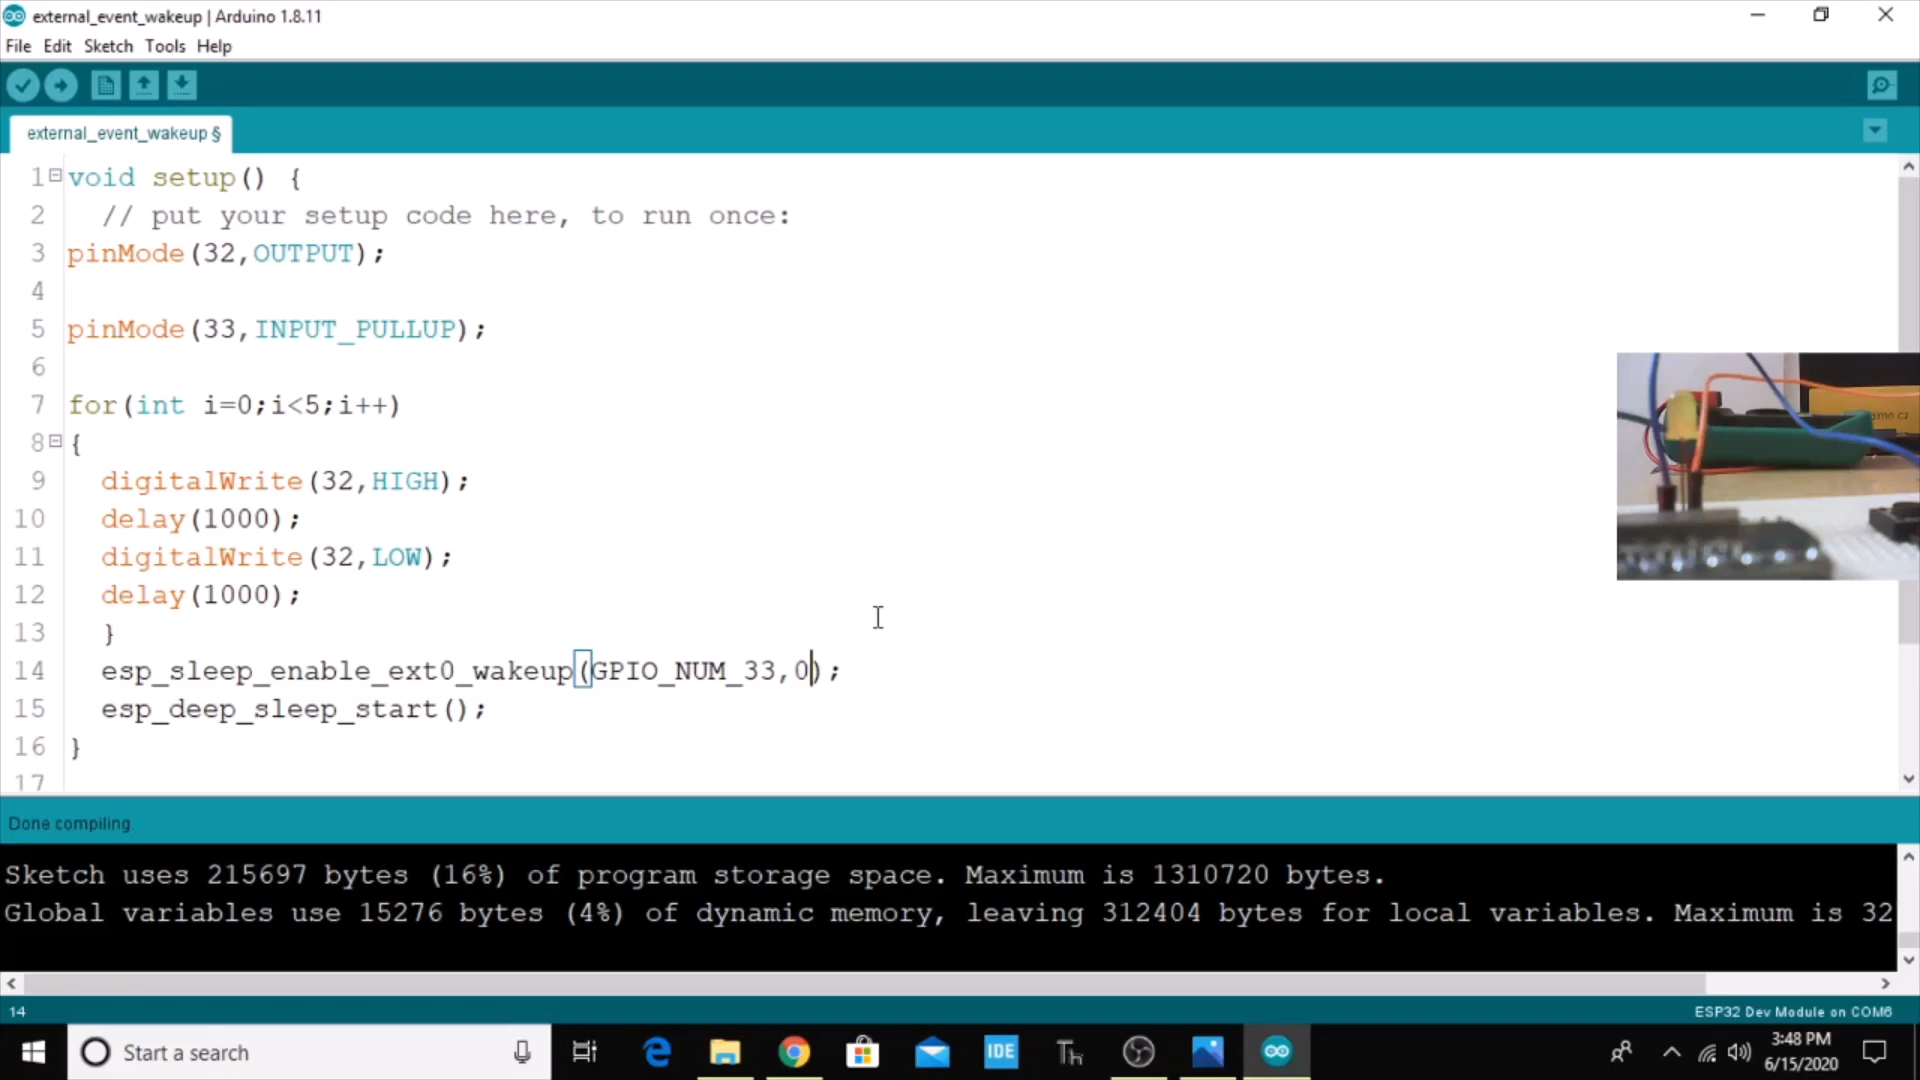 external_event_wakeup | Arduino 1.8.11
File Edit Sketch Tools Help
external_event_wakeup §
1 void setup() {
2 // put your setup code here, to run once:
3 pinMode(32,OUTPUT);
4
5 pinMode(33,INPUT_PULLUP);
6
7 for(int i=0;i<5;i++)
8 {
9 digitalWrite(32,HIGH);
10 delay(1000);
11 digitalWrite(32,LOW);
12 delay(1000);
13 }
14 esp_sleep_enable_ext0_wakeup(GPIO_NUM_33,0);
15 esp_deep_sleep_start();
16 }
17
Done compiling.
Sketch uses 215697 bytes (16%) of program storage space. Maximum is 1310720 bytes.
Global variables use 15276 bytes (4%) of dynamic memory, leaving 312404 bytes for local variables. Maximum is 32
14
ESP32 Dev Module on COM6
Start a search
IDE
Th
3:48 PM
6/15/2020